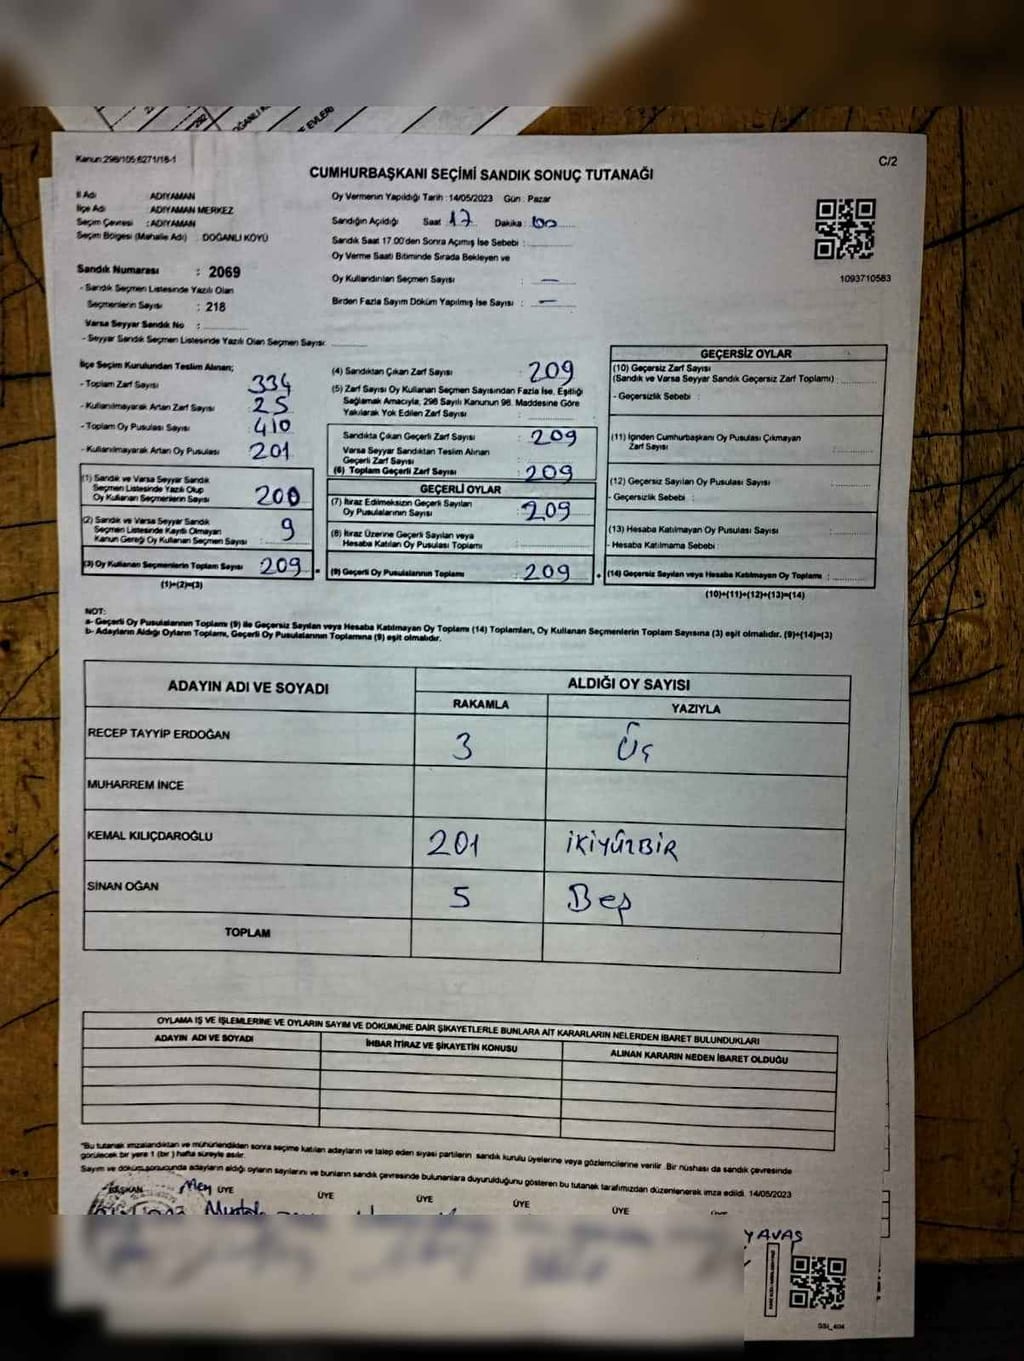 Kanun:298/105;6271/16-1
C/2
CUMHURBAŞKANI SEÇİMİ SANDIK SONUÇ TUTANAĞI
İl Adı ADIYAMAN
İlçe Adı ADIYAMAN MERKEZ
Seçim Çevresi : ADIYAMAN
Seçim Bölgesi (Mahalle Adı) : DOĞANLI KÖYÜ
Sandık Numarası : 2069
- Sandık Seçmen Listesinde Yazılı Olan
Seçmenlerin Sayısı : 218
Varsa Seyyar Sandık No :
- Seyyar Sandık Seçmen Listesinde Yazılı Olan Seçmen Sayısı:
Oy Vermenin Yapıldığı Tarih : 14/05/2023 Gün : Pazar
Sandığın Açıldığı Saat 17 Dakika : 00
Sandık Saat 17.00'den Sonra Açılmış İse Sebebi :
Oy Verme Saati Bitiminde Sırada Bekleyen ve
Oy Kullandırılan Seçmen Sayısı : —
Birden Fazla Sayım Döküm Yapılmış İse Sayısı : —
1093710583
İlçe Seçim Kurulundan Teslim Alınan;
- Toplam Zarf Sayısı 334
- Kullanılmayarak Artan Zarf Sayısı 25
- Toplam Oy Pusulası Sayısı 410
- Kullanılmayarak Artan Oy Pusulası 201
(1) Sandık ve Varsa Seyyar Sandık
Seçmen Listesinde Yazılı Olup
Oy Kullanan Seçmenlerin Sayısı 200
(2) Sandık ve Varsa Seyyar Sandık
Seçmen Listesinde Kayıtlı Olmayan
Kanun Gereği Oy Kullanan Seçmen Sayısı 9
(3) Oy Kullanan Seçmenlerin Toplam Sayısı 209
(1)+(2)=(3)
(4) Sandıktan Çıkan Zarf Sayısı : 209
(5) Zarf Sayısı Oy Kullanan Seçmen Sayısından Fazla İse, Eşitliği
Sağlamak Amacıyla, 298 Sayılı Kanunun 98. Maddesine Göre
Yakılarak Yok Edilen Zarf Sayısı
Sandıkta Çıkan Geçerli Zarf Sayısı : 209
Varsa Seyyar Sandıktan Teslim Alınan
Geçerli Zarf Sayısı
(6) Toplam Geçerli Zarf Sayısı : 209
GEÇERLİ OYLAR
(7) İtiraz Edilmeksizin Geçerli Sayılan
Oy Pusulalarının Sayısı : 209
(8) İtiraz Üzerine Geçerli Sayılan veya
Hesaba Katılan Oy Pusulası Toplamı
(9) Geçerli Oy Pusulalarının Toplamı : 209
GEÇERSİZ OYLAR
(10) Geçersiz Zarf Sayısı
(Sandık ve Varsa Seyyar Sandık Geçersiz Zarf Toplamı) :
- Geçersizlik Sebebi :
(11) İçinden Cumhurbaşkanı Oy Pusulası Çıkmayan
Zarf Sayısı
(12) Geçersiz Sayılan Oy Pusulası Sayısı
- Geçersizlik Sebebi :
(13) Hesaba Katılmayan Oy Pusulası Sayısı
- Hesaba Katılmama Sebebi :
(14) Geçersiz Sayılan veya Hesaba Katılmayan Oy Toplamı :
(10)+(11)+(12)+(13)=(14)
NOT:
a- Geçerli Oy Pusulalarının Toplamı (9) ile Geçersiz Sayılan veya Hesaba Katılmayan Oy Toplamı (14) Toplamları, Oy Kullanan Seçmenlerin Toplam Sayısına (3) eşit olmalıdır. (9)+(14)=(3)
b- Adayların Aldığı Oyların Toplamı, Geçerli Oy Pusulalarının Toplamına (9) eşit olmalıdır.
ADAYIN ADI VE SOYADI ALDIĞI OY SAYISI
RAKAMLA YAZIYLA
RECEP TAYYİP ERDOĞAN 3 Üç
MUHARREM İNCE
KEMAL KILIÇDAROĞLU 201 İKİYÜZBİR
SİNAN OĞAN 5 Beş
TOPLAM
OYLAMA İŞ VE İŞLEMLERİNE VE OYLARIN SAYIM VE DÖKÜMÜNE DAİR ŞİKAYETLERLE BUNLARA AİT KARARLARIN NELERDEN İBARET BULUNDUKLARI
ADAYIN ADI VE SOYADI İHBAR İTİRAZ VE ŞİKAYETİN KONUSU ALINAN KARARIN NEDEN İBARET OLDUĞU
"Bu tutanak imzalandıktan ve mühürlendikten sonra seçime katılan adayların ve talep eden siyasi partilerin sandık kurulu üyelerine veya gözlemcilerine verilir. Bir nüshası da sandık çevresinde
görülecek bir yere 1 (bir) hafta süreyle asılır.
Sayım ve döküm sonucunda adayların aldığı oyların sayılarını ve bunların sandık çevresinde bulunanlara duyurulduğunu gösteren bu tutanak tarafımızdan düzenlenerek imza edildi. 14/05/2023
BAŞKAN ÜYE ÜYE ÜYE ÜYE ÜYE
YAVAŞ